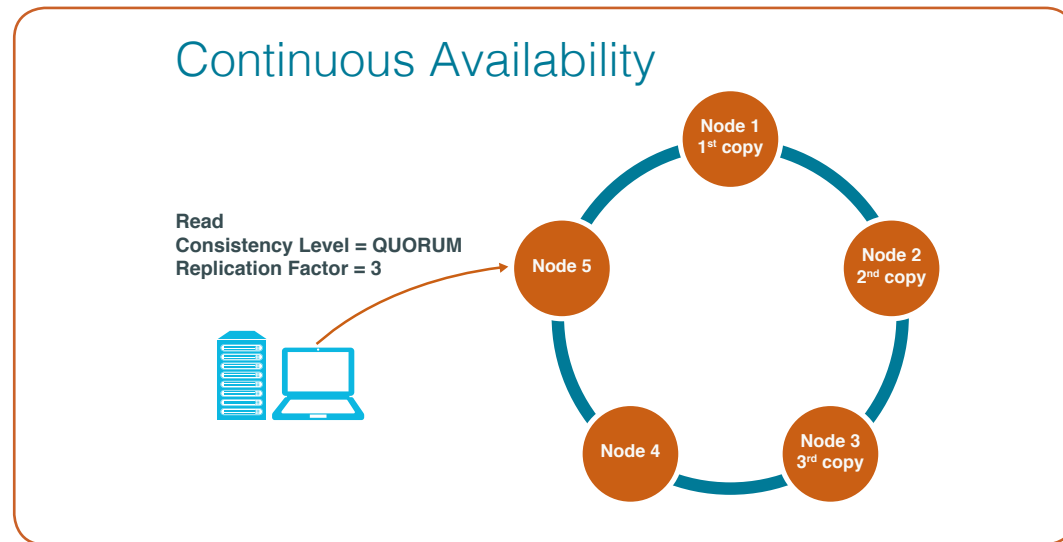 Continuous Availability
Read
Consistency Level = QUORUM
Replication Factor = 3
Node 1
1st copy
Node 2
2nd copy
Node 3
3rd copy
Node 4
Node 5